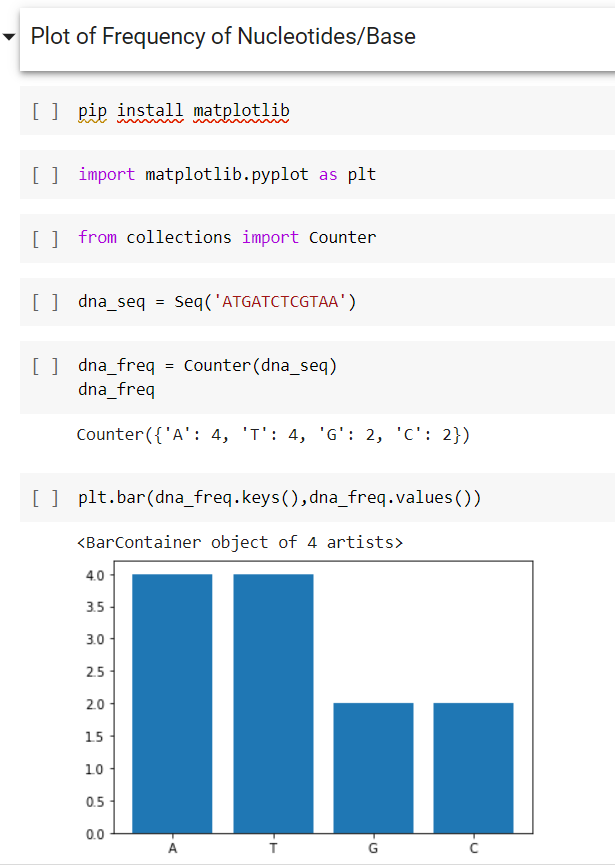 Plot of Frequency of Nucleotides/Base
[ ] pip install matplotlib
[ ] import matplotlib.pyplot as plt
[ ] from collections import Counter
[ ] dna_seq = Seq('ATGATCTCGTAA')
[ ] dna_freq = Counter(dna_seq)
dna_freq
Counter({'A': 4, 'T': 4, 'G': 2, 'C': 2})
[ ] plt.bar(dna_freq.keys(),dna_freq.values())
<BarContainer object of 4 artists>
4.0
3.5
3.0
2.5
2.0
1.5
1.0
0.5
0.0
A T G C